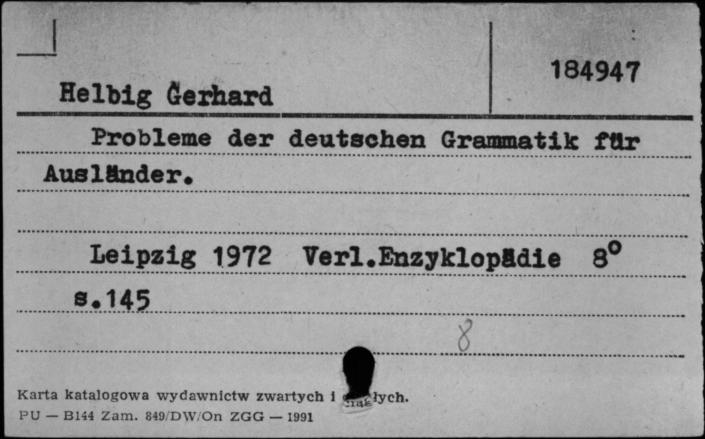 184947
Helbig Gerhard
Probleme der deutschen Grammatik für
Ausländer.
Leipzig 1972 Verl.Enzyklopädie 8°
s.145
8
Karta katalogowa wydawnictw zwartych i ciągłych.
PU — B144 Zam. 849/DW/On ZGG — 1991